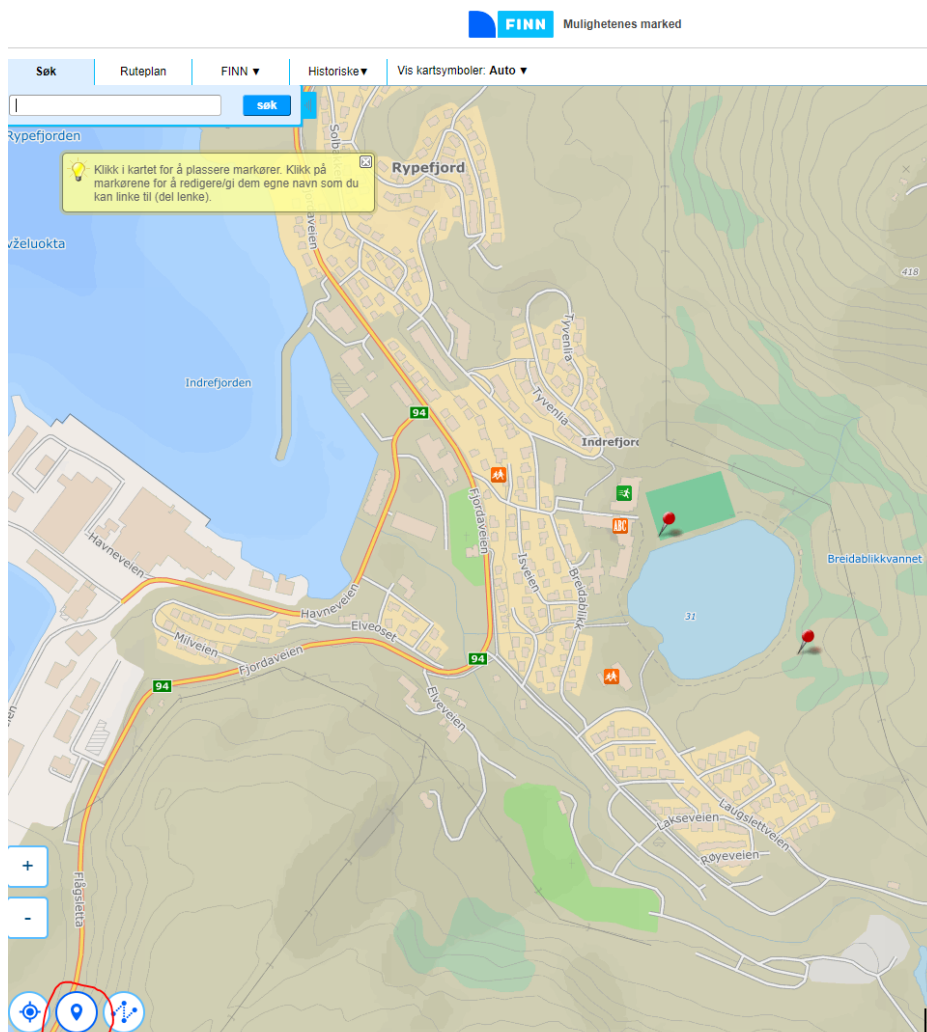 FINN Mulighetenes marked
Søk Ruteplan FINN ▼ Historiske▼ Vis kartsymboler: Auto ▼
søk
Rypefjorden
Klikk i kartet for å plassere markører. Klikk på
markørene for å redigere/gi dem egne navn som du
kan linke til (del lenke).
Rypefjord
vželuokta
418
Indrefjorden
Tyvenlia
Tyvenlia
94
Indrefjord
Fjordaveien
ABC
Havneveien
Isveien
Breidablikk
Breidablikkvannet
31
Havneveien
Elveoset
Milveien
Fjordaveien
94
94
Elveveien
Laugslettveien
Lakseveien
Røyeveien
+
Flågsletta
-